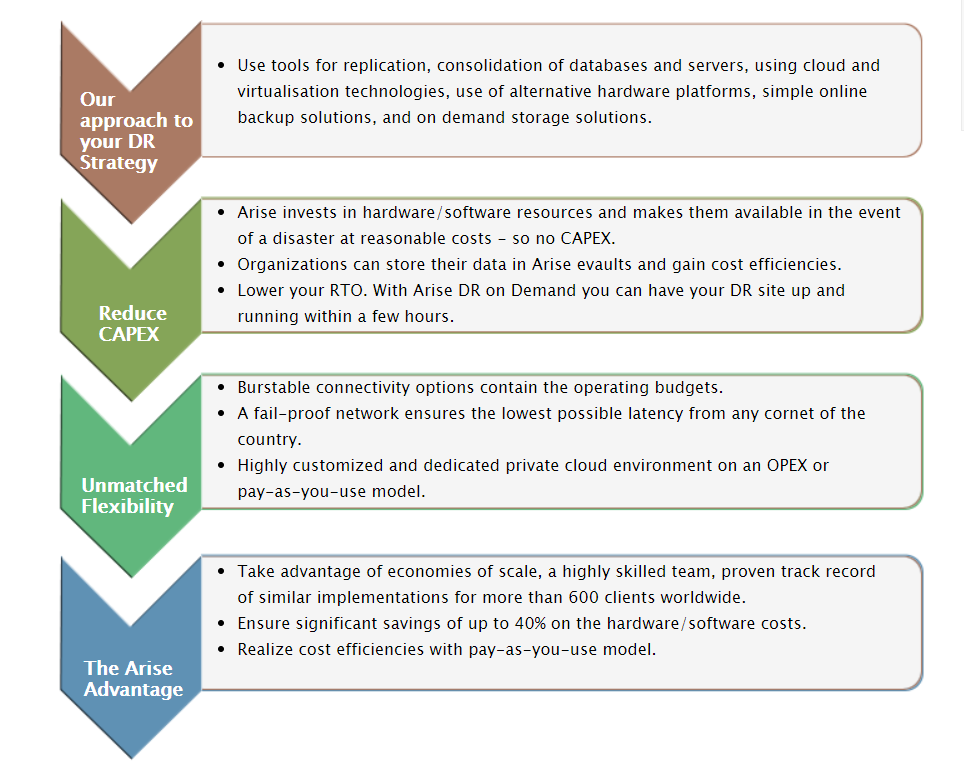 Our
approach to
your DR
Strategy
• Use tools for replication, consolidation of databases and servers, using cloud and
virtualisation technologies, use of alternative hardware platforms, simple online
backup solutions, and on demand storage solutions.
Reduce
CAPEX
• Arise invests in hardware/software resources and makes them available in the event
of a disaster at reasonable costs – so no CAPEX.
• Organizations can store their data in Arise evaults and gain cost efficiencies.
• Lower your RTO. With Arise DR on Demand you can have your DR site up and
running within a few hours.
Unmatched
Flexibility
• Burstable connectivity options contain the operating budgets.
• A fail-proof network ensures the lowest possible latency from any cornet of the
country.
• Highly customized and dedicated private cloud environment on an OPEX or
pay-as-you-use model.
The Arise
Advantage
• Take advantage of economies of scale, a highly skilled team, proven track record
of similar implementations for more than 600 clients worldwide.
• Ensure significant savings of up to 40% on the hardware/software costs.
• Realize cost efficiencies with pay-as-you-use model.